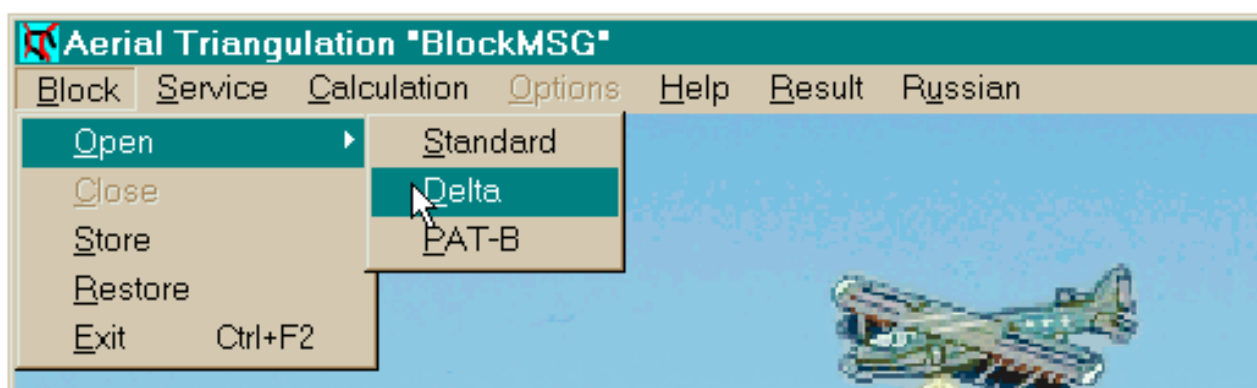 Aerial Triangulation "BlockMSG"
Block Service Calculation Options Help Result Russian
Open Standard
Close Delta
Store PAT-B
Restore
Exit Ctrl+F2